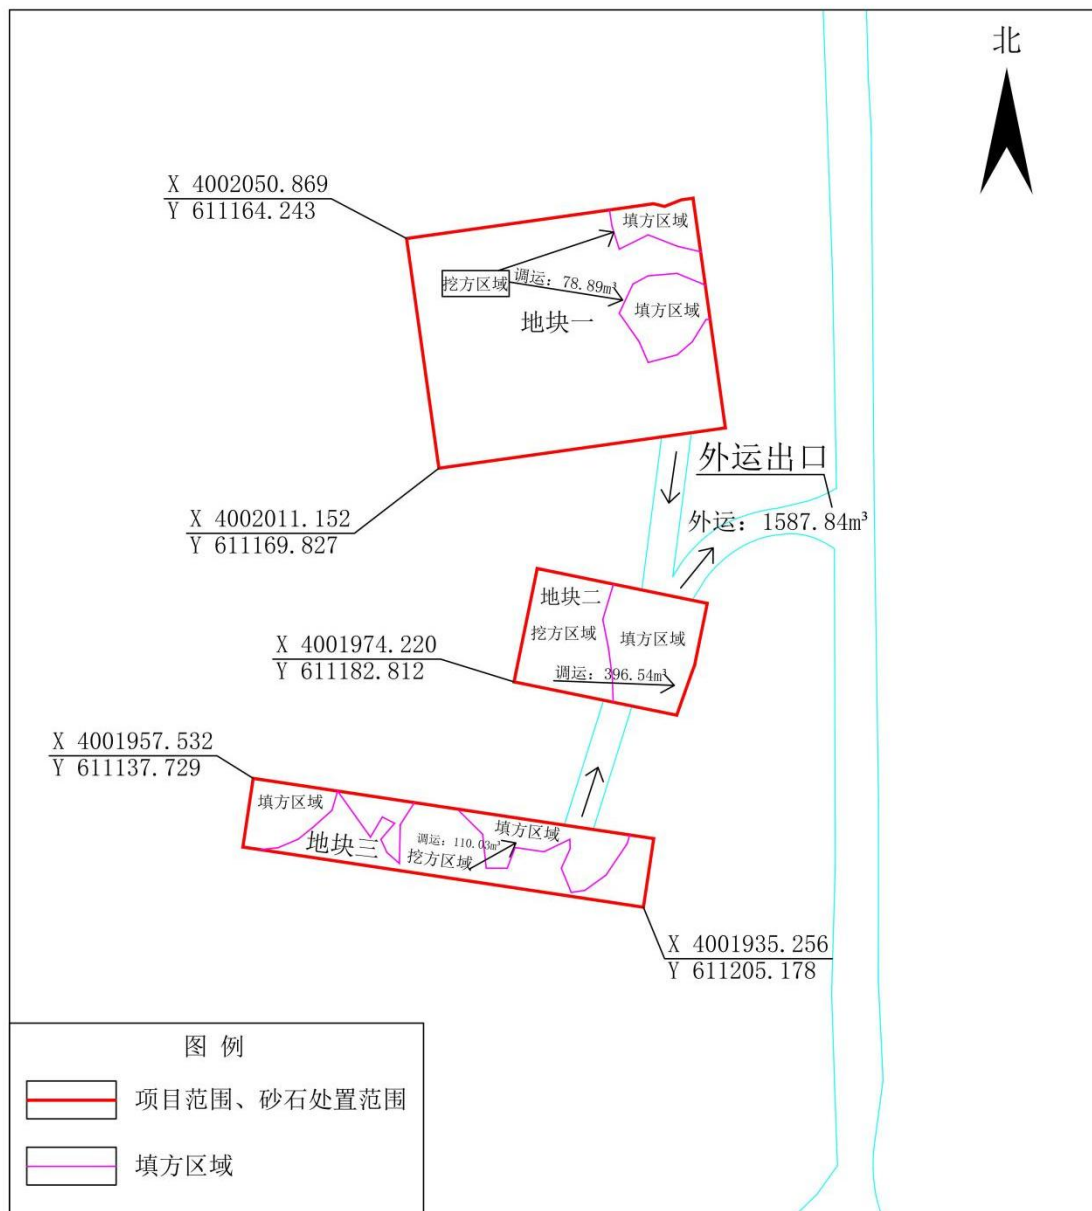 北
X 4002050.869
Y 611164.243
填方区域
挖方区域
调运：78.89m³
填方区域
地块一
外运出口
X 4002011.152
Y 611169.827
外运：1587.84m³
地块二
挖方区域
填方区域
X 4001974.220
Y 611182.812
调运：396.54m³
X 4001957.532
Y 611137.729
填方区域
地块三
调运：110.03m³
挖方区域
填方区域
X 4001935.256
Y 611205.178
图 例
项目范围、砂石处置范围
填方区域